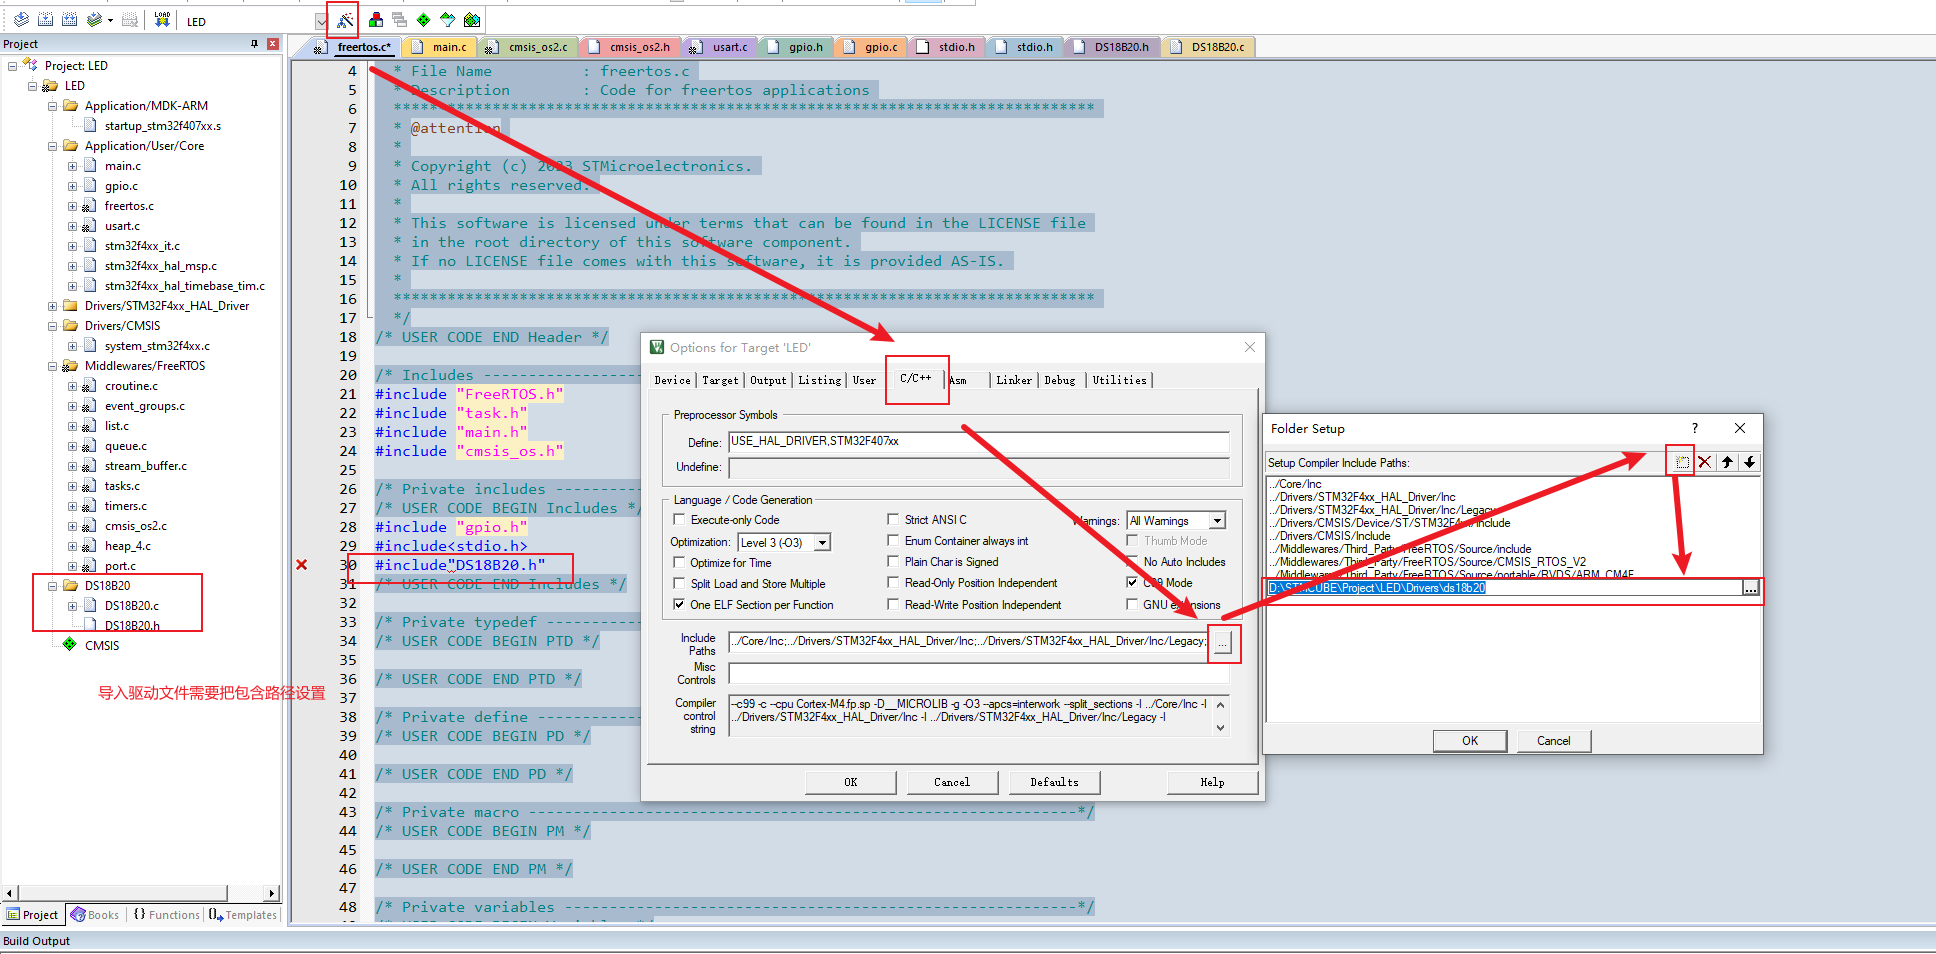 LOAD
LED
Project
Project: LED
LED
Application/MDK-ARM
startup_stm32f407xx.s
Application/User/Core
main.c
gpio.c
freertos.c
usart.c
stm32f4xx_it.c
stm32f4xx_hal_msp.c
stm32f4xx_hal_timebase_tim.c
Drivers/STM32F4xx_HAL_Driver
Drivers/CMSIS
system_stm32f4xx.c
Middlewares/FreeRTOS
croutine.c
event_groups.c
list.c
queue.c
stream_buffer.c
tasks.c
timers.c
cmsis_os2.c
heap_4.c
port.c
DS18B20
DS18B20.c
DS18B20.h
CMSIS
导入驱动文件需要把包含路径设置
Project Books {} Functions 0 Templates
Build Output
freertos.c* main.c cmsis_os2.c cmsis_os2.h usart.c gpio.h gpio.c stdio.h stdio.h DS18B20.h DS18B20.c
4 * File Name : freertos.c
5 * Description : Code for freertos applications
6 ******************************************************************************
7 * @attention
8 *
9 * Copyright (c) 2023 STMicroelectronics.
10 * All rights reserved.
11 *
12 * This software is licensed under terms that can be found in the LICENSE file
13 * in the root directory of this software component.
14 * If no LICENSE file comes with this software, it is provided AS-IS.
15 *
16 ******************************************************************************
17 */
18 /* USER CODE END Header */
19
20 /* Includes ------------------
21 #include "FreeRTOS.h"
22 #include "task.h"
23 #include "main.h"
24 #include "cmsis_os.h"
25
26 /* Private includes ----------
27 /* USER CODE BEGIN Includes */
28 #include "gpio.h"
29 #include<stdio.h>
30 #include"DS18B20.h"
31 /* USER CODE END Includes */
32
33 /* Private typedef -----------
34 /* USER CODE BEGIN PTD */
35
36 /* USER CODE END PTD */
37
38 /* Private define ------------
39 /* USER CODE BEGIN PD */
40
41 /* USER CODE END PD */
42
43 /* Private macro -------------------------------------------------------------*/
44 /* USER CODE BEGIN PM */
45
46 /* USER CODE END PM */
47
48 /* Private variables ---------------------------------------------------------*/
Options for Target 'LED'
Device Target Output Listing User C/C++ Asm Linker Debug Utilities
Preprocessor Symbols
Define: USE_HAL_DRIVER,STM32F407xx
Undefine:
Language / Code Generation
Execute-only Code
Optimization: Level 3 (-O3)
Optimize for Time
Split Load and Store Multiple
One ELF Section per Function
Strict ANSI C
Enum Container always int
Plain Char is Signed
Read-Only Position Independent
Read-Write Position Independent
Warnings: All Warnings
Thumb Mode
No Auto Includes
C99 Mode
GNU extensions
Include Paths ../Core/Inc;../Drivers/STM32F4xx_HAL_Driver/Inc;../Drivers/STM32F4xx_HAL_Driver/Inc/Legacy; ...
Misc Controls
Compiler control string --c99 -c --cpu Cortex-M4.fp.sp -D__MICROLIB -g -O3 --apcs=interwork --split_sections -I ../Core/Inc -I
../Drivers/STM32F4xx_HAL_Driver/Inc -I ../Drivers/STM32F4xx_HAL_Driver/Inc/Legacy -I
OK Cancel Defaults Help
Folder Setup ?
Setup Compiler Include Paths:
../Core/Inc
../Drivers/STM32F4xx_HAL_Driver/Inc
../Drivers/STM32F4xx_HAL_Driver/Inc/Legacy
../Drivers/CMSIS/Device/ST/STM32F4xx/Include
../Drivers/CMSIS/Include
../Middlewares/Third_Party/FreeRTOS/Source/include
../Middlewares/Third_Party/FreeRTOS/Source/CMSIS_RTOS_V2
../Middlewares/Third_Party/FreeRTOS/Source/portable/RVDS/ARM_CM4F
D:\STMCUBE\Project\LED\Drivers\ds18b20 ...
OK Cancel